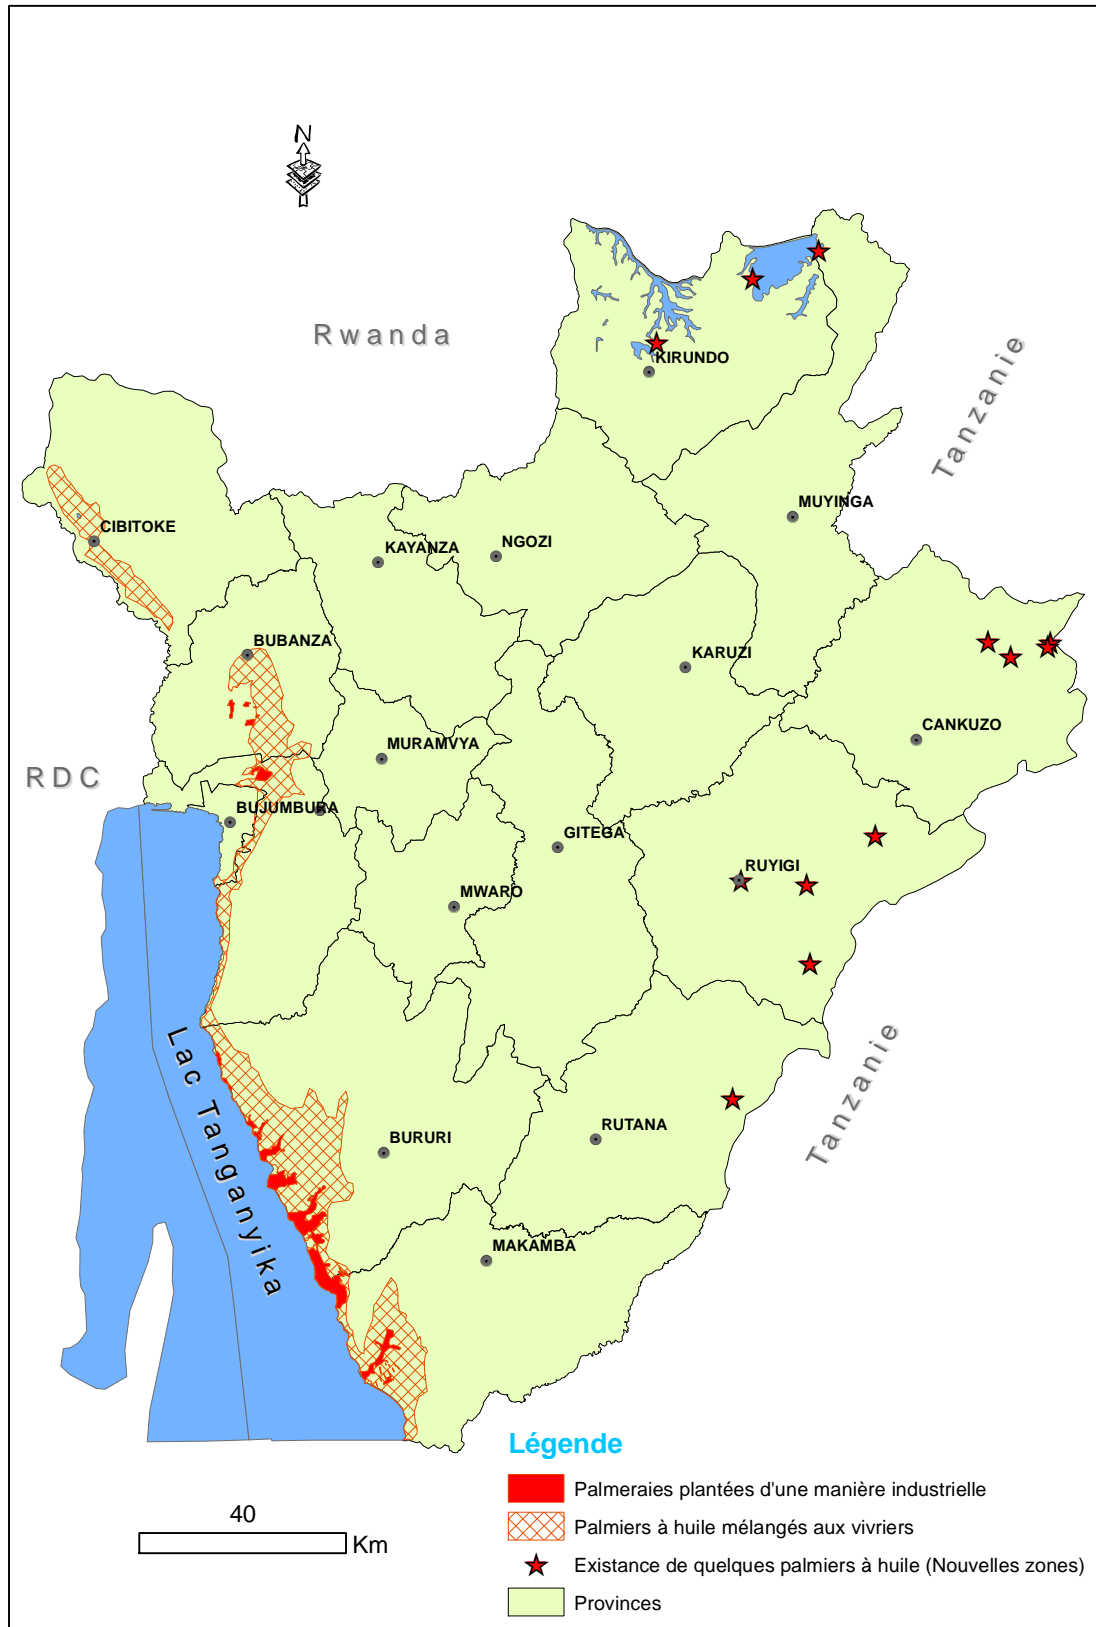 N
Rwanda
Tanzanie
KIRUNDO
MUYINGA
CIBITOKE
KAYANZA
NGOZI
BUBANZA
KARUZI
CANKUZO
MURAMVYA
RDC
BUJUMBURA
GITEGA
RUYIGI
MWARO
Lac Tanganyika
Tanzanie
RUTANA
BURURI
MAKAMBA
Légende
Palmeraies plantées d'une manière industrielle
Palmiers à huile mélangés aux vivriers
Existance de quelques palmiers à huile (Nouvelles zones)
Provinces
40
Km